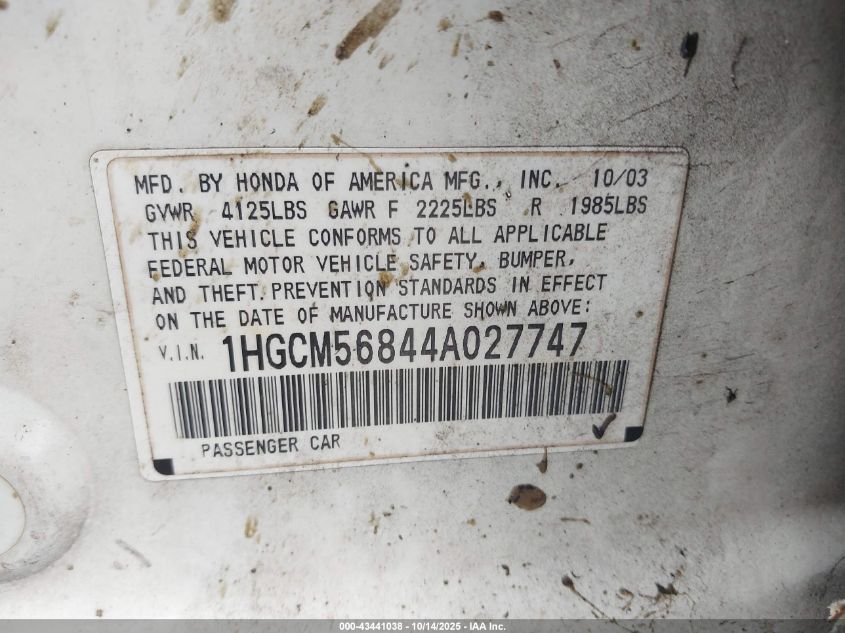 MFD. BY HONDA OF AMERICA MFG., INC. 10/03
GVWR 4125LBS GAWR F 2225LBS R 1985LBS
THIS VEHICLE CONFORMS TO ALL APPLICABLE
FEDERAL MOTOR VEHICLE SAFETY, BUMPER,
AND THEFT PREVENTION STANDARDS IN EFFECT
ON THE DATE OF MANUFACTURE SHOWN ABOVE:
V.I.N. 1HGCM56844A027747
PASSENGER CAR
000-43441038 - 10/14/2025 - IAA Inc.